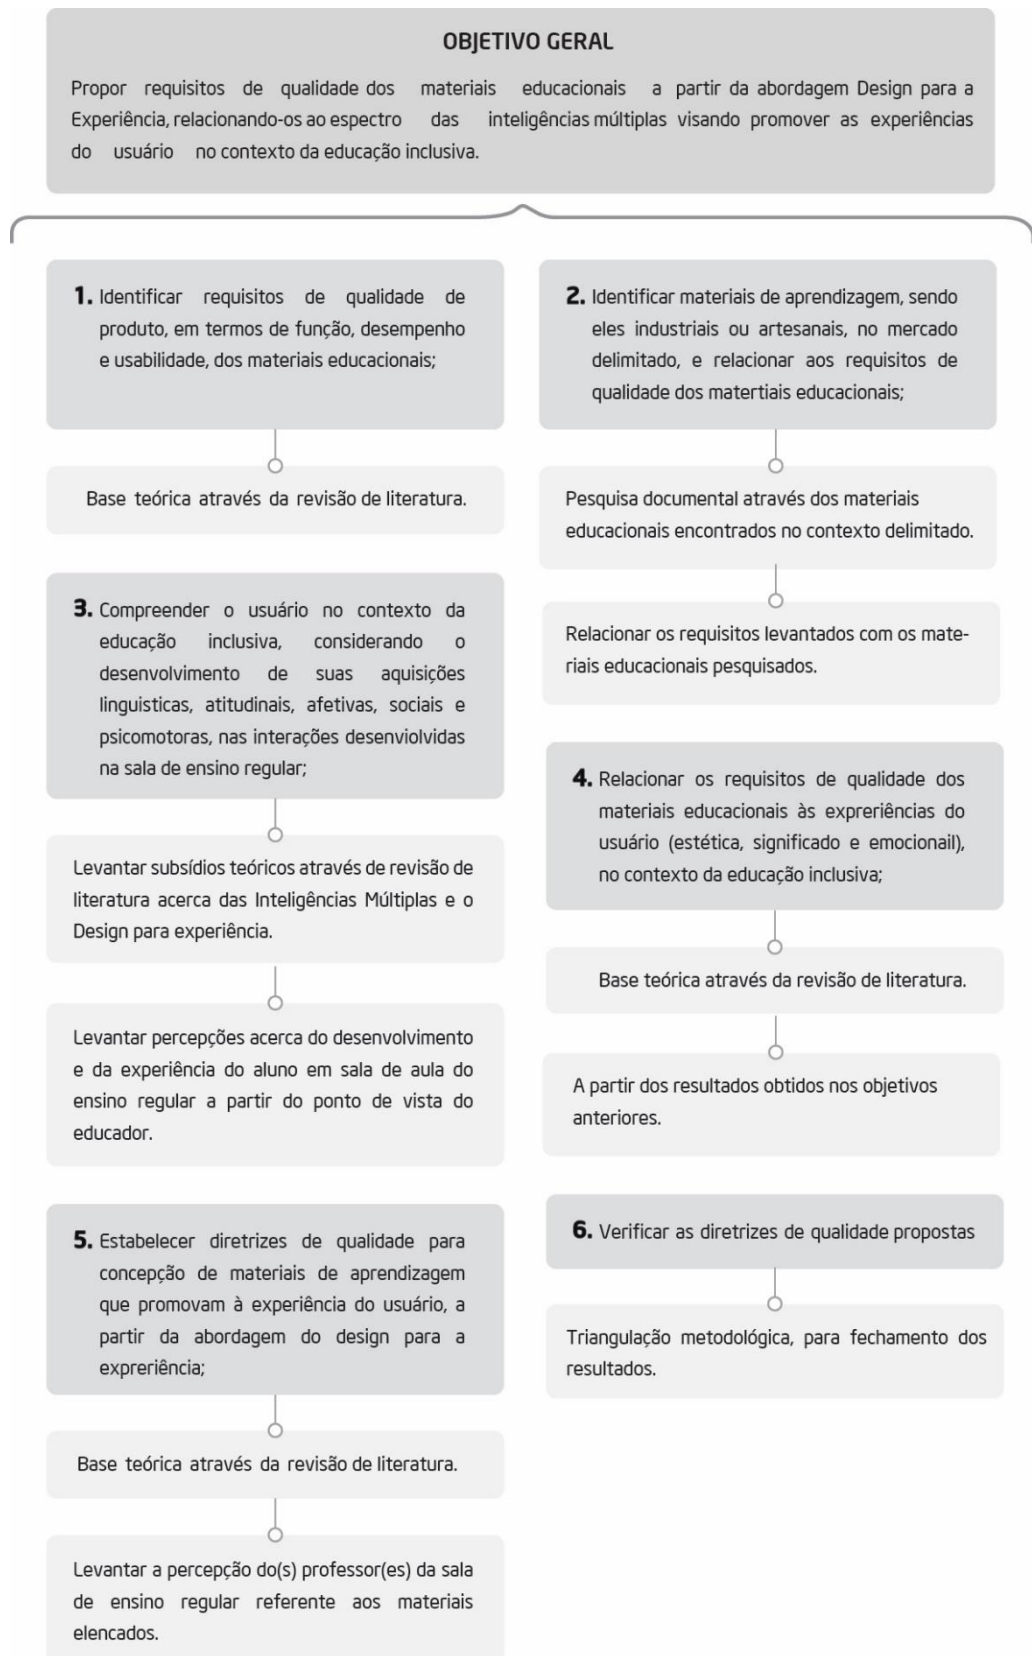 OBJETIVO GERAL
Propor requisitos de qualidade dos materiais educacionais a partir da abordagem Design para a
Experiência, relacionando-os ao espectro das inteligências múltiplas visando promover as experiências
do usuário no contexto da educação inclusiva.
1. Identificar requisitos de qualidade de
produto, em termos de função, desempenho
e usabilidade, dos materiais educacionais;
Base teórica através da revisão de literatura.
2. Identificar materiais de aprendizagem, sendo
eles industriais ou artesanais, no mercado
delimitado, e relacionar aos requisitos de
qualidade dos matertiais educacionais;
Pesquisa documental através dos materiais
educacionais encontrados no contexto delimitado.
Relacionar os requisitos levantados com os mate-
riais educacionais pesquisados.
3. Compreender o usuário no contexto da
educação inclusiva, considerando o
desenvolvimento de suas aquisições
linguisticas, atitudinais, afetivas, sociais e
psicomotoras, nas interações desenviolvidas
na sala de ensino regular;
Levantar subsídios teóricos através de revisão de
literatura acerca das Inteligências Múltiplas e o
Design para experiência.
Levantar percepções acerca do desenvolvimento
e da experiência do aluno em sala de aula do
ensino regular a partir do ponto de vista do
educador.
4. Relacionar os requisitos de qualidade dos
materiais educacionais às expreriências do
usuário (estética, significado e emocionail),
no contexto da educação inclusiva;
Base teórica através da revisão de literatura.
A partir dos resultados obtidos nos objetivos
anteriores.
5. Estabelecer diretrizes de qualidade para
concepção de materiais de aprendizagem
que promovam à experiência do usuário, a
partir da abordagem do design para a
expreriência;
Base teórica através da revisão de literatura.
Levantar a percepção do(s) professor(es) da sala
de ensino regular referente aos materiais
elencados.
6. Verificar as diretrizes de qualidade propostas
Triangulação metodológica, para fechamento dos
resultados.